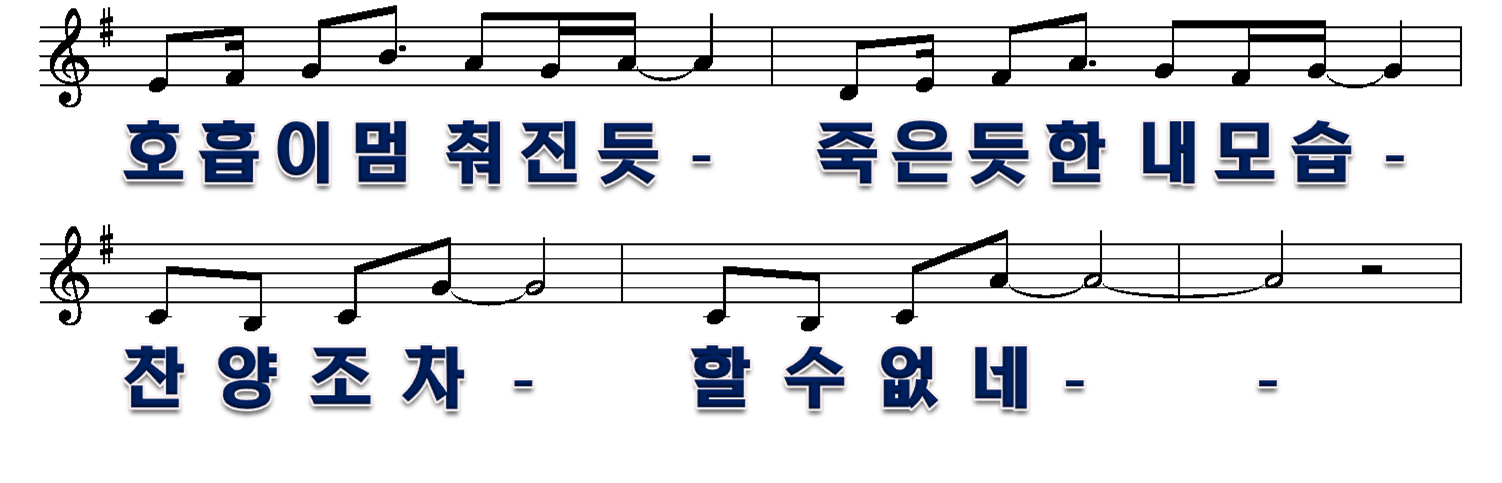 호흡이멈 춰진듯 - 죽은듯한 내모습 -
찬 양 조 차 - 할 수 없 네 - -